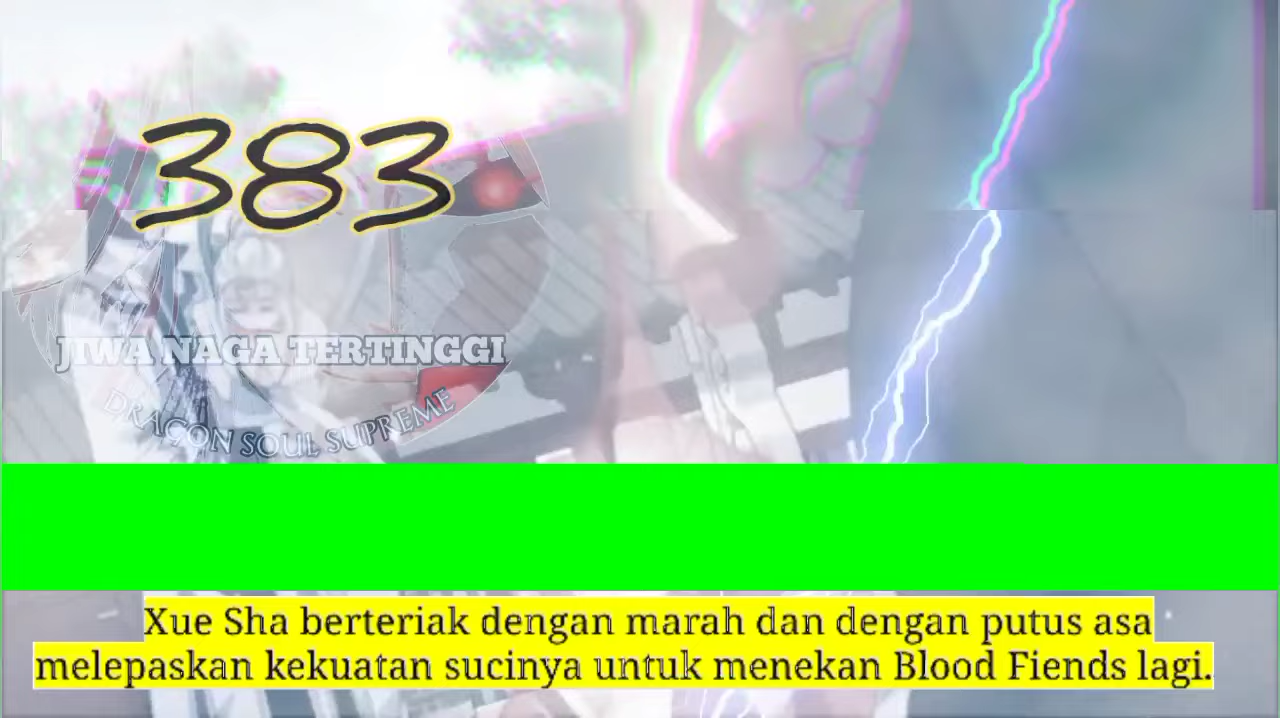 383
JIWA NAGA TERTINGGI
DRAGON SOUL SUPREME
Xue Sha berteriak dengan marah dan dengan putus asa
melepaskan kekuatan sucinya untuk menekan Blood Fiends lagi.